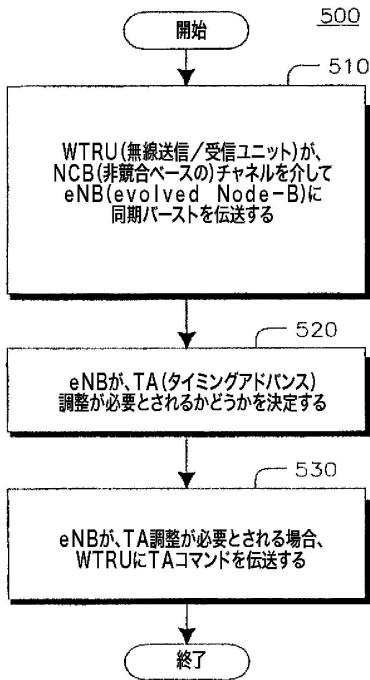 500
開始
510
WTRU(無線送信/受信ユニット)が、
NCB(非競合ベースの)チャネルを介して
eNB(evolved Node-B)に
同期バーストを伝送する
520
eNBが、TA(タイミングアドバンス)
調整が必要とされるかどうかを決定する
530
eNBが、TA調整が必要とされる場合、
WTRUにTAコマンドを伝送する
終了